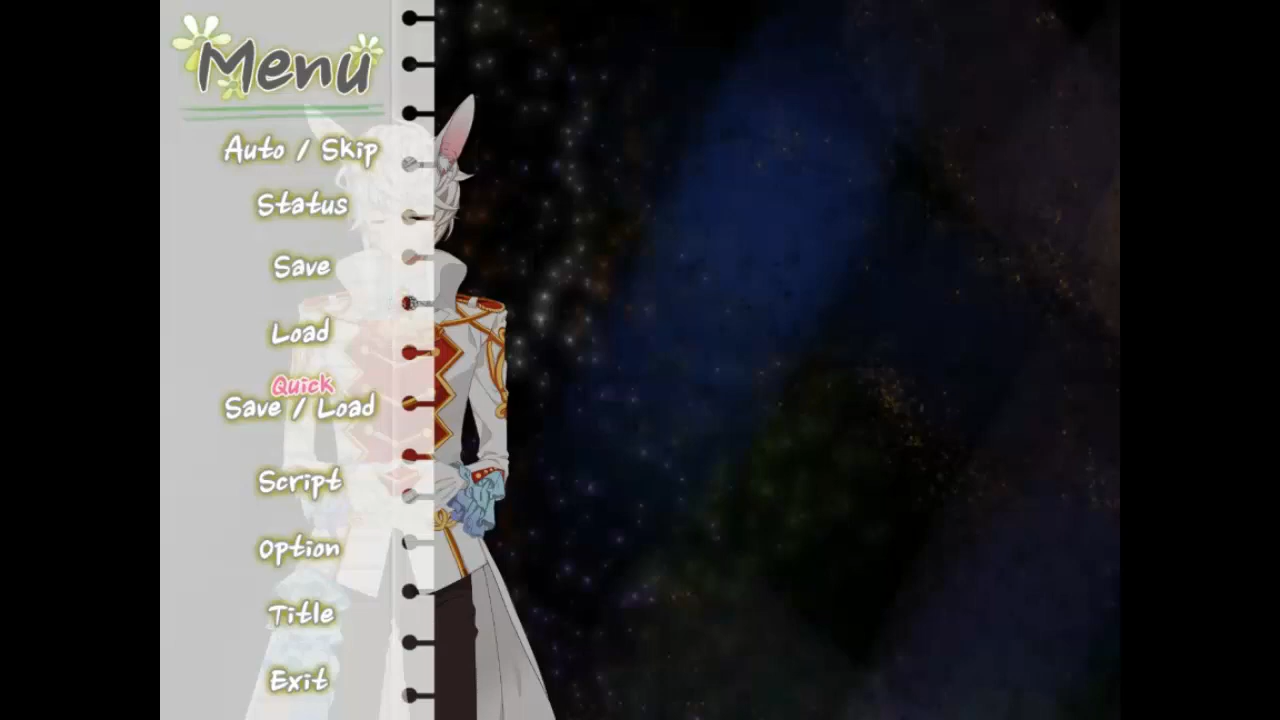 Menu
Auto / Skip
Status
Save
Load
Quick
Save / Load
Script
Option
Title
Exit